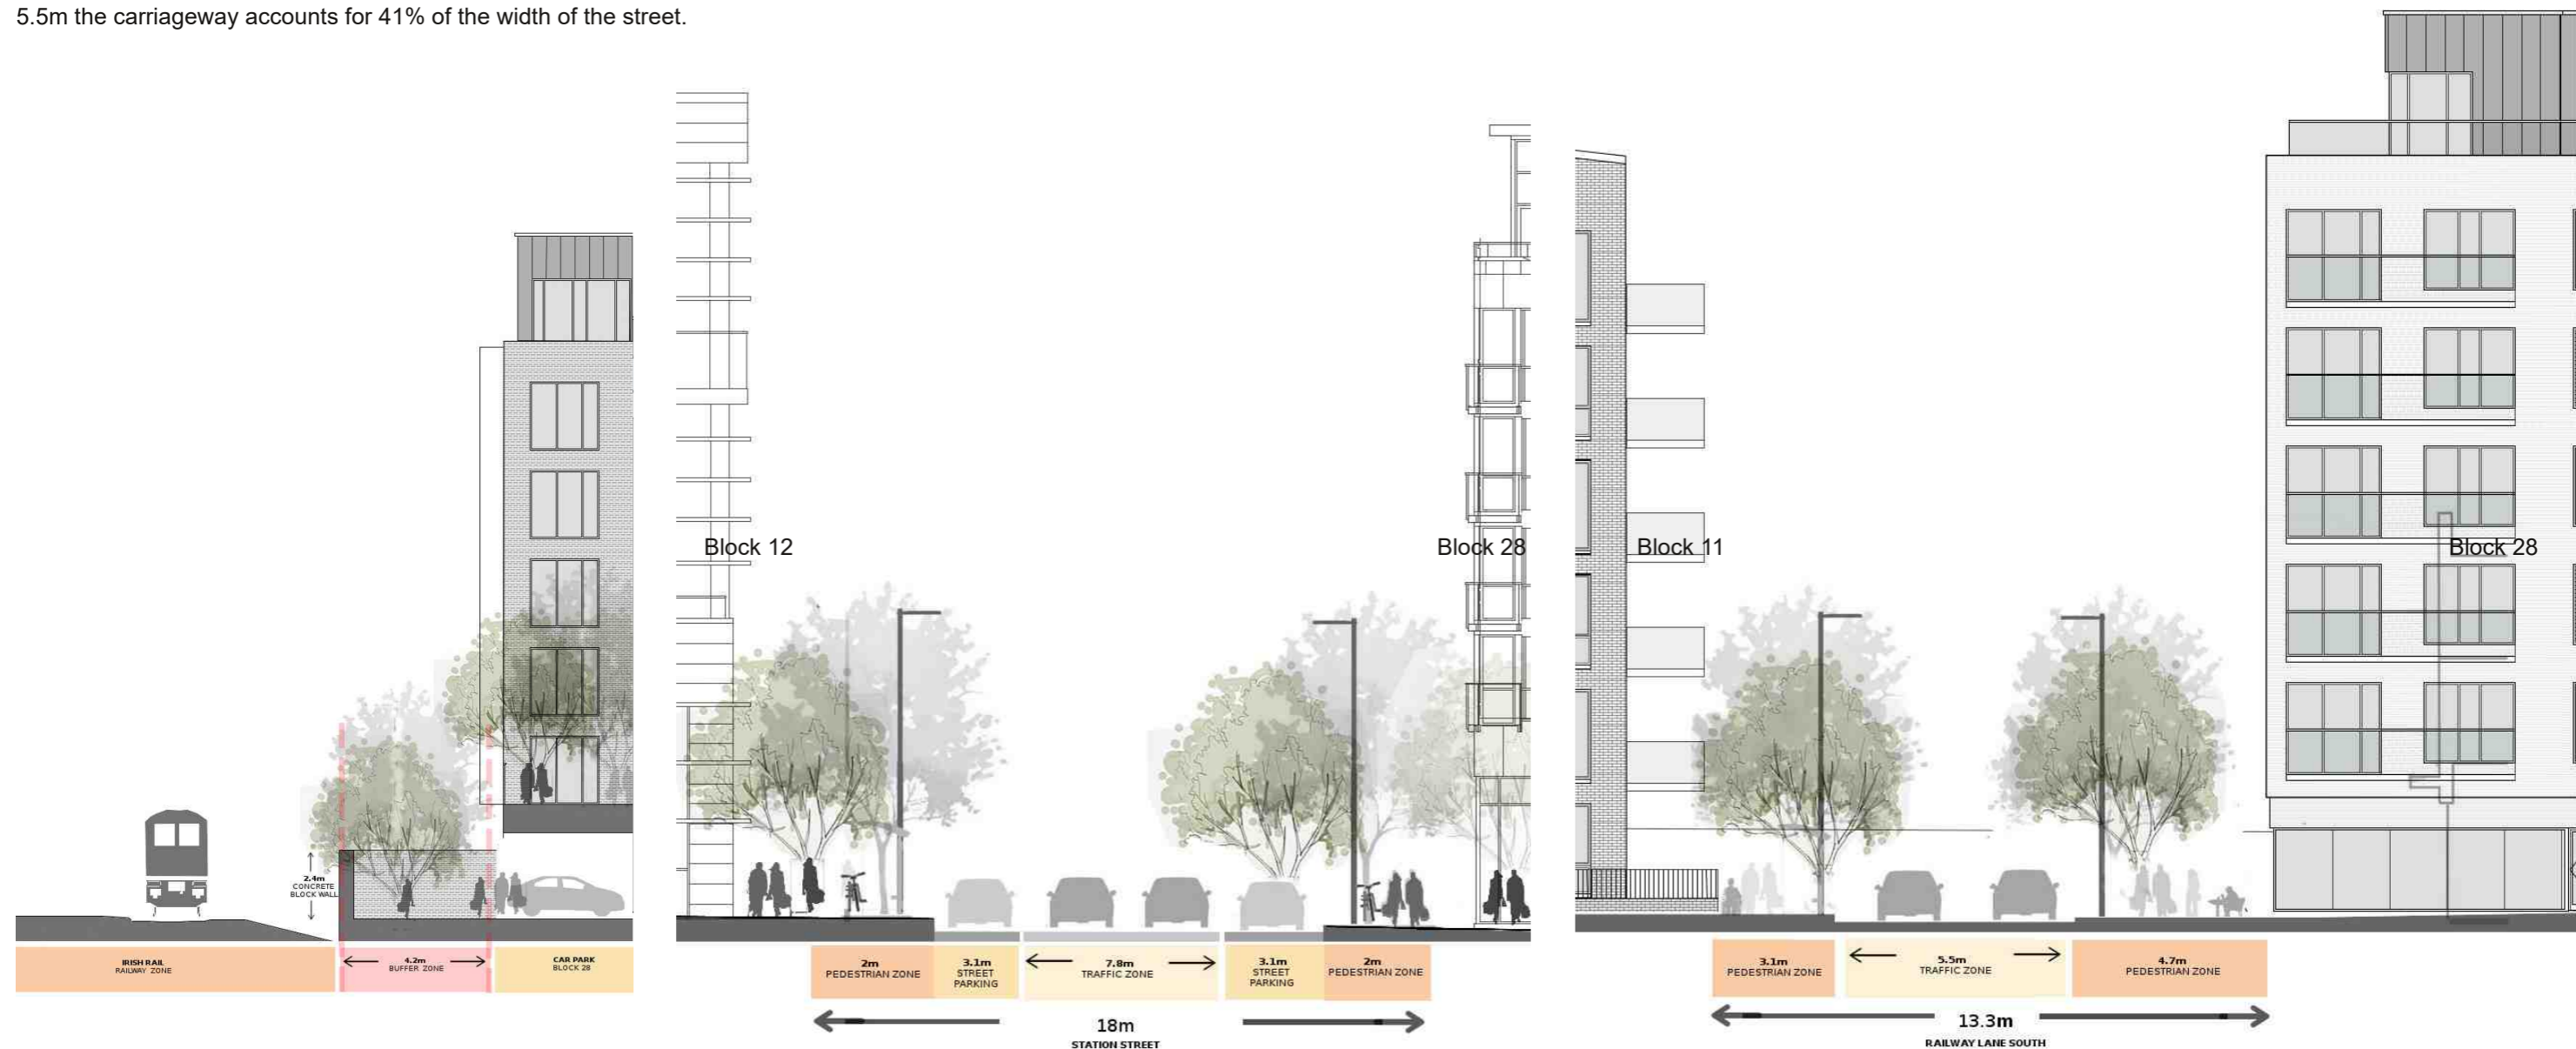 5.5m the carriageway accounts for 41% of the width of the street.
2.4m
CONCRETE
BLOCK WALL
IRISH RAIL
RAILWAY ZONE
4.2m
BUFFER ZONE
CAR PARK
BLOCK 28
Block 12
Block 28
2m
PEDESTRIAN ZONE
3.1m
STREET
PARKING
7.8m
TRAFFIC ZONE
3.1m
STREET
PARKING
2m
PEDESTRIAN ZONE
18m
STATION STREET
Block 11
Block 28
3.1m
PEDESTRIAN ZONE
5.5m
TRAFFIC ZONE
4.7m
PEDESTRIAN ZONE
13.3m
RAILWAY LANE SOUTH